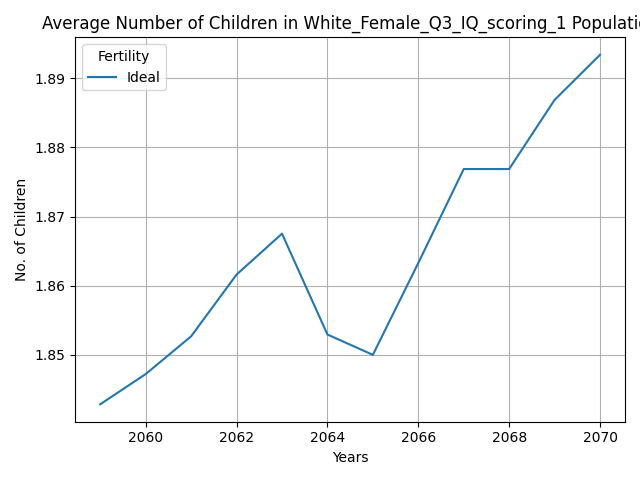 Average Number of Children in White_Female_Q3_IQ_scoring_1 Populatio
Fertility
Ideal
No. of Children
1.89
1.88
1.87
1.86
1.85
2060 2062 2064 2066 2068 2070
Years